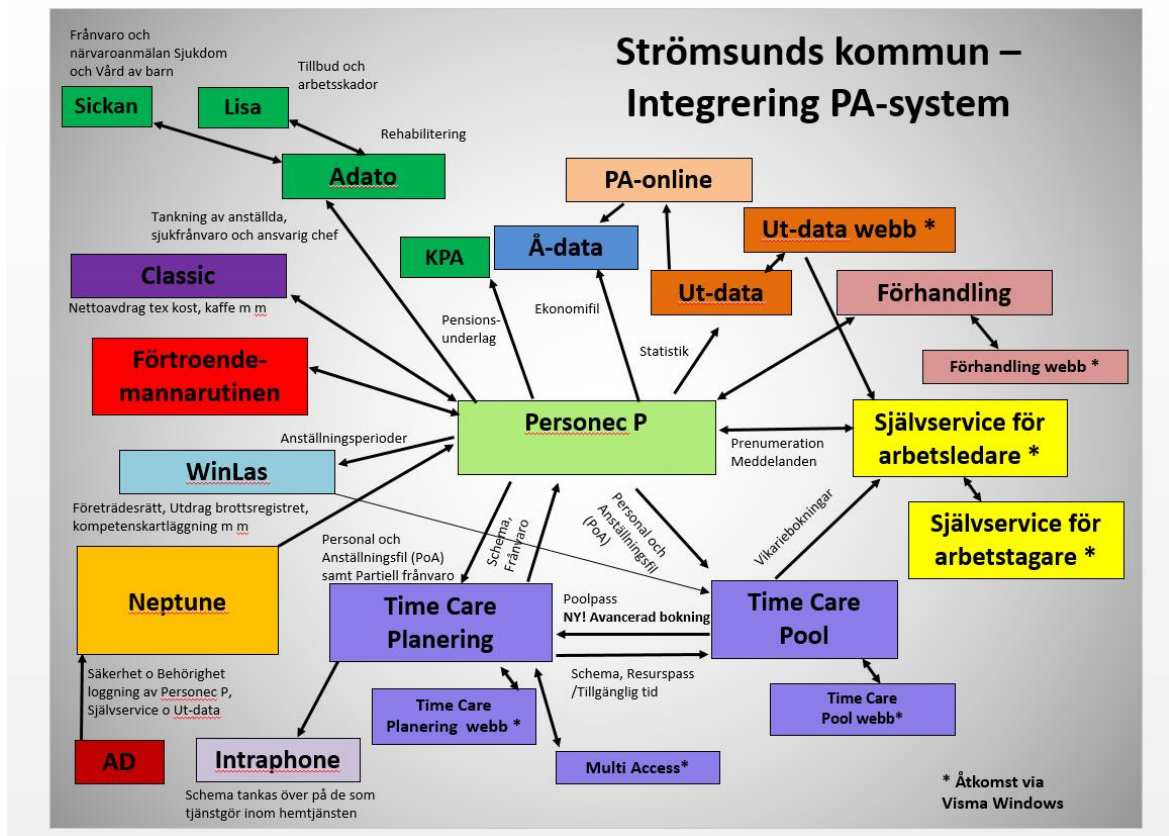 Strömsunds kommun –
Integrering PA-system
Frånvaro och
närvaroanmälan Sjukdom
och Vård av barn
Sickan
Tillbud och
arbetsskador
Lisa
Rehabilitering
Adato
Tankning av anställda,
sjukfrånvaro och ansvarig chef
PA-online
Ut-data webb *
KPA
Å-data
Classic
Nettoavdrag tex kost, kaffe m m
Ut-data
Förhandling
Pensions-
underlag
Ekonomifil
Statistik
Förtroende-
mannarutinen
Förhandling webb *
Personec P
Självservice för
arbetsledare *
Anställningsperioder
Prenumeration
Meddelanden
WinLas
Företrädesrätt, Utdrag brottsregistret,
kompetenskartläggning m m
Självservice för
arbetstagare *
Personal och
Anställningsfil (PoA)
samt Partiell frånvaro
Schema,
Frånvaro
Personal och
Anställningsfil
(PoA)
Vikariebokningar
Neptune
Time Care
Planering
Poolpass
NY! Avancerad bokning
Time Care
Pool
Schema, Resurspass
/Tillgänglig tid
Säkerhet o Behörighet
loggning av Personec P,
Självservice o Ut-data
Time Care
Planering webb *
Time Care
Pool webb*
AD
Intraphone
Multi Access*
Schema tankas över på de som
tjänstgör inom hemtjänsten
* Åtkomst via
Visma Windows